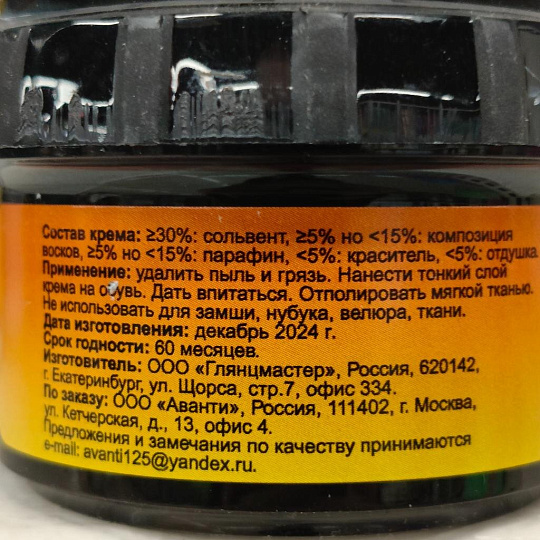 Состав крема: ≥30%: сольвент, ≥5% но <15%: композиция
восков, ≥5% но <15%: парафин, <5%: краситель, <5%: отдушка.
Применение: удалить пыль и грязь. Нанести тонкий слой
крема на обувь. Дать впитаться. Отполировать мягкой тканью.
Не использовать для замши, нубука, велюра, ткани.
Дата изготовления: декабрь 2024 г.
Срок годности: 60 месяцев.
Изготовитель: ООО «Глянцмастер», Россия, 620142,
г. Екатеринбург, ул. Щорса, стр.7, офис 334.
По заказу: ООО «Аванти», Россия, 111402, г. Москва,
ул. Кетчерская, д., 13, офис 4.
Предложения и замечания по качеству принимаются
e-mail: avanti125@yandex.ru.